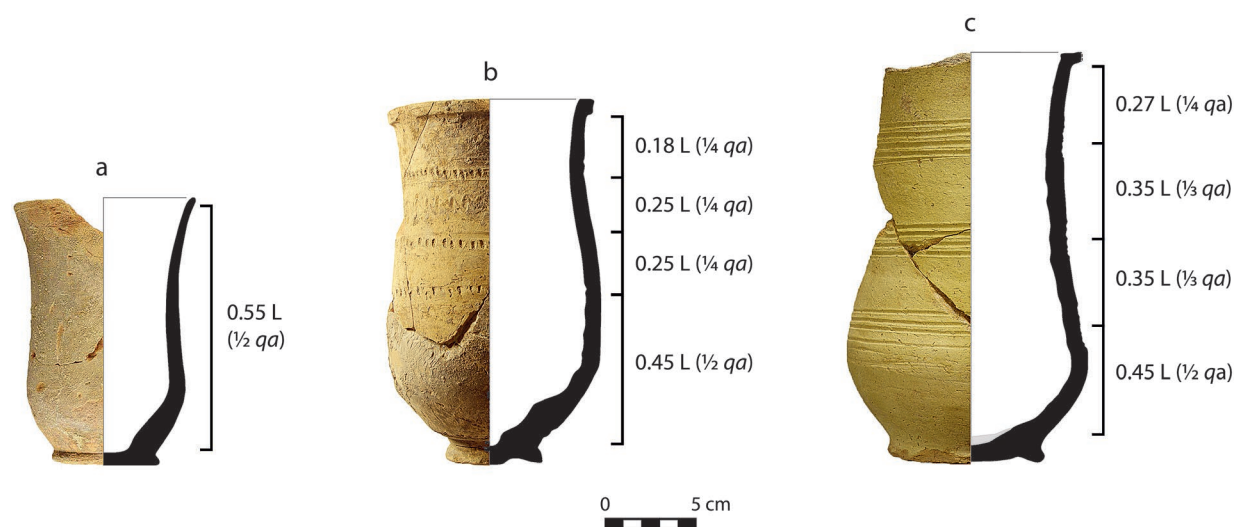 a
0.55 L
(½ qa)
b
0.18 L (¼ qa)
0.25 L (¼ qa)
0.25 L (¼ qa)
0.45 L (½ qa)
c
0.27 L (¼ qa)
0.35 L (⅓ qa)
0.35 L (⅓ qa)
0.45 L (½ qa)
0 5 cm